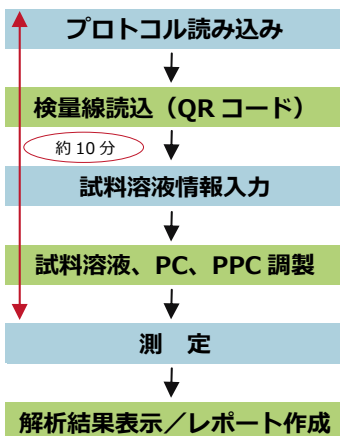 プロトコル読み込み
検量線読込（QR コード）
約 10 分
試料溶液情報入力
試料溶液、PC、PPC 調製
測　定
解析結果表示／レポート作成